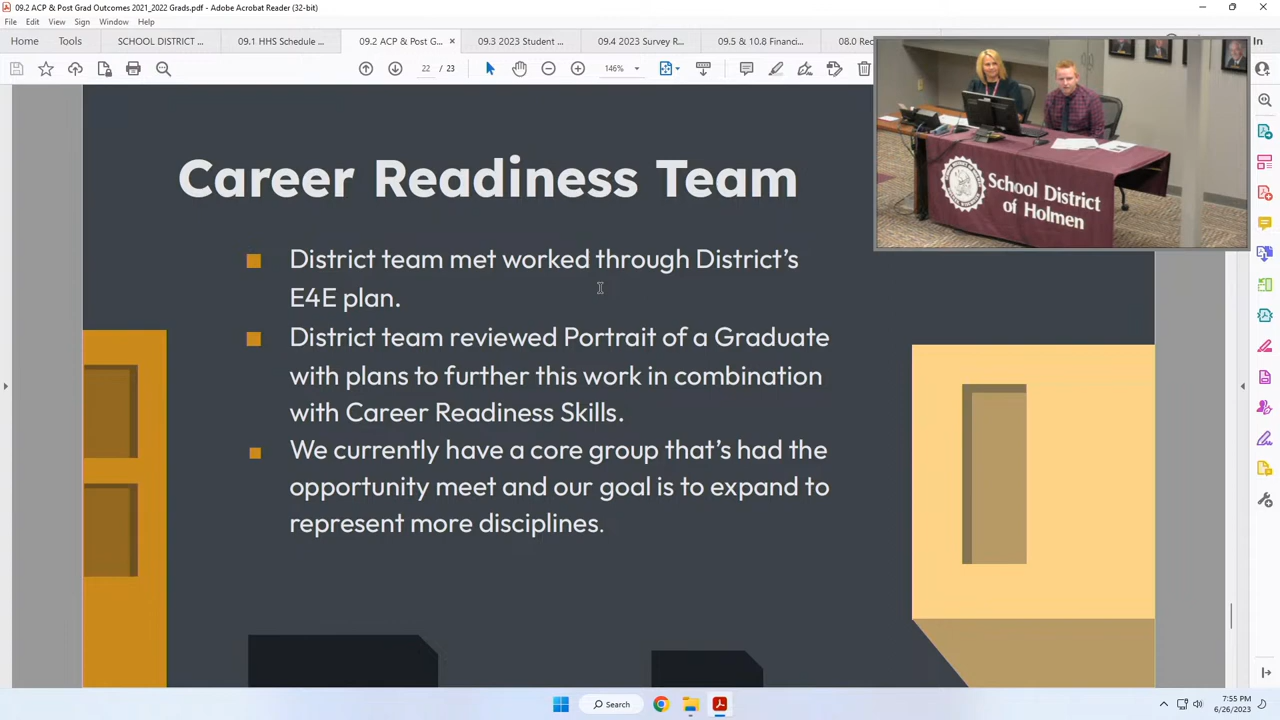 09.2 ACP & Post Grad Outcomes 2021_2022 Grads.pdf - Adobe Acrobat Reader (32-bit)
File Edit View Sign Window Help
Home Tools SCHOOL DISTRICT ... 09.1 HHS Schedule ... 09.2 ACP & Post G... 09.3 2023 Student ... 09.4 2023 Survey R... 09.5 & 10.8 Financi... 08.0 Rec In
22 / 23 146%
Career Readiness Team
District team met worked through District’s
E4E plan.
District team reviewed Portrait of a Graduate
with plans to further this work in combination
with Career Readiness Skills.
We currently have a core group that’s had the
opportunity meet and our goal is to expand to
represent more disciplines.
School District
of Holmen
Search
7:55 PM
6/26/2023